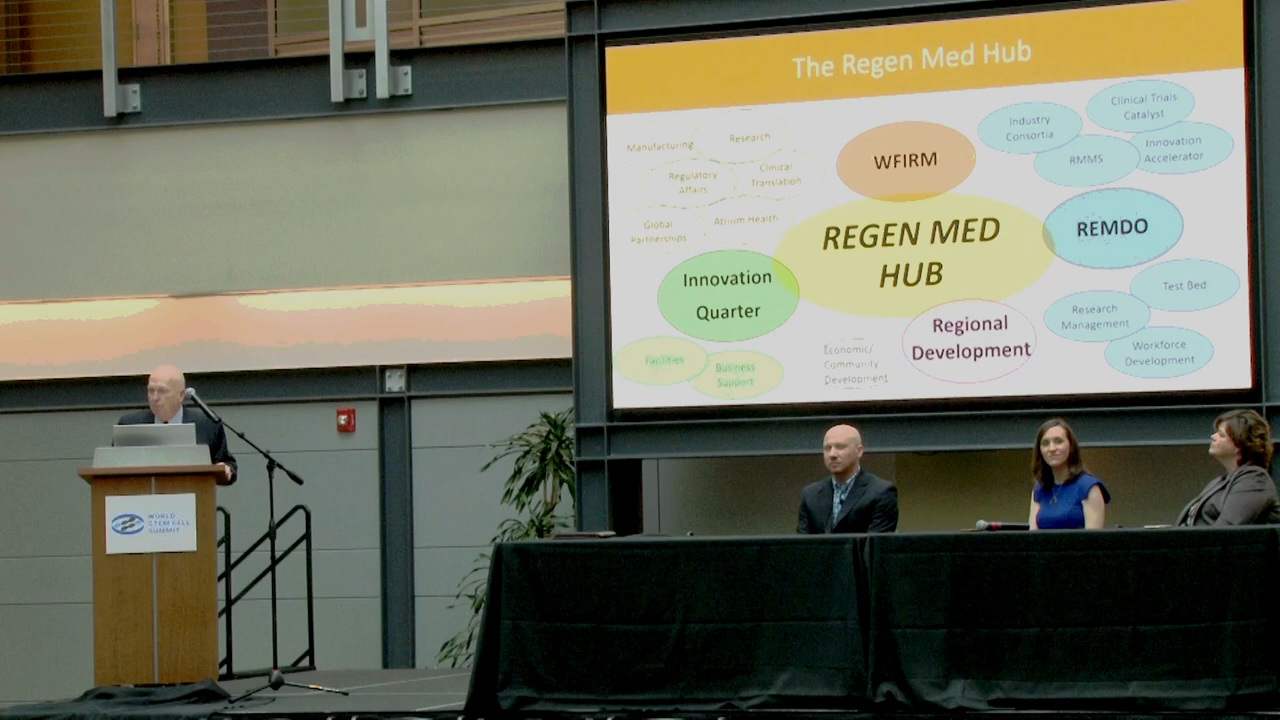 The Regen Med Hub
Manufacturing
Research
Regulatory
Affairs
Clinical
Translation
Global
Partnerships
Atrium Health
WFIRM
Industry
Consortia
Clinical Trials
Catalyst
RMMS
Innovation
Accelerator
REGEN MED
HUB
REMDO
Innovation
Quarter
Test Bed
Research
Management
Workforce
Development
Regional
Development
Economic/
Community
Development
Facilities
Business
Support
WORLD
STEM CELL
SUMMIT